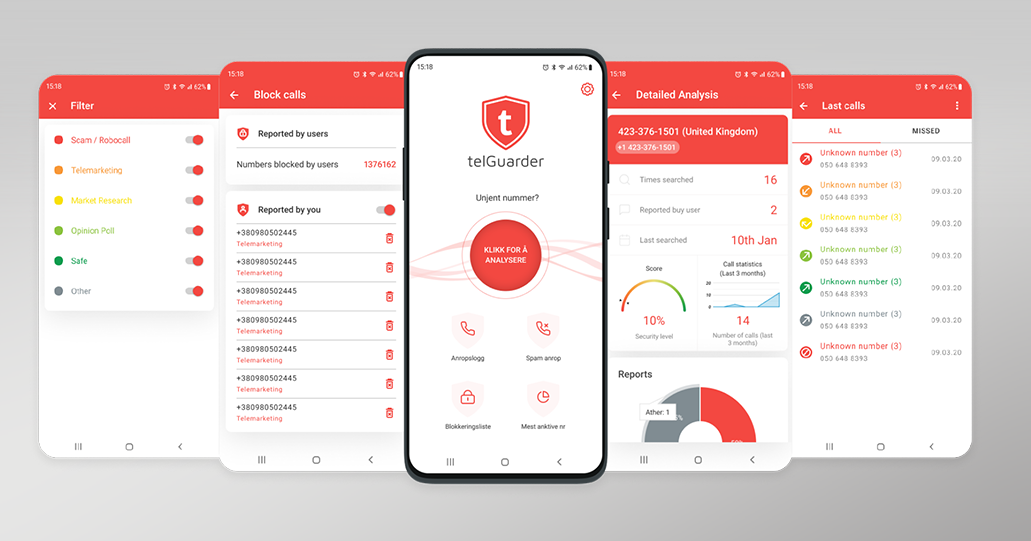 15:18
62%
Filter
Scam / Robocall
Telemarketing
Market Research
Opinion Poll
Safe
Other
15:18
62%
Block calls
Reported by users
Numbers blocked by users 1376162
Reported by you
+380980502445
Telemarketing
+380980502445
Telemarketing
+380980502445
Telemarketing
+380980502445
Telemarketing
+380980502445
Telemarketing
+380980502445
Telemarketing
+380980502445
Telemarketing
15:18
62%
t
telGuarder
Unjent nummer?
KLIKK FOR Å
ANALYSERE
Anropslogg
Spam anrop
Blokkeringsliste
Mest anktive nr
15:18
62%
Detailed Analysis
423-376-1501 (United Kingdom)
+1 423-376-1501
Times searched 16
Reported buy user 2
Last searched 10th Jan
Score
10%
Security level
Call statistics
(Last 3 months)
20
10
0
14
Number of calls (last
3 months)
Reports
Ather: 1
15:18
62%
Last calls
ALL
MISSED
Unknown number (3)
050 648 8393
09.03.20
Unknown number (3)
050 648 8393
09.03.20
Unknown number (3)
050 648 8393
09.03.20
Unknown number (3)
050 648 8393
09.03.20
Unknown number (3)
050 648 8393
09.03.20
Unknown number (3)
050 648 8393
09.03.20
Unknown number (3)
050 648 8393
09.03.20